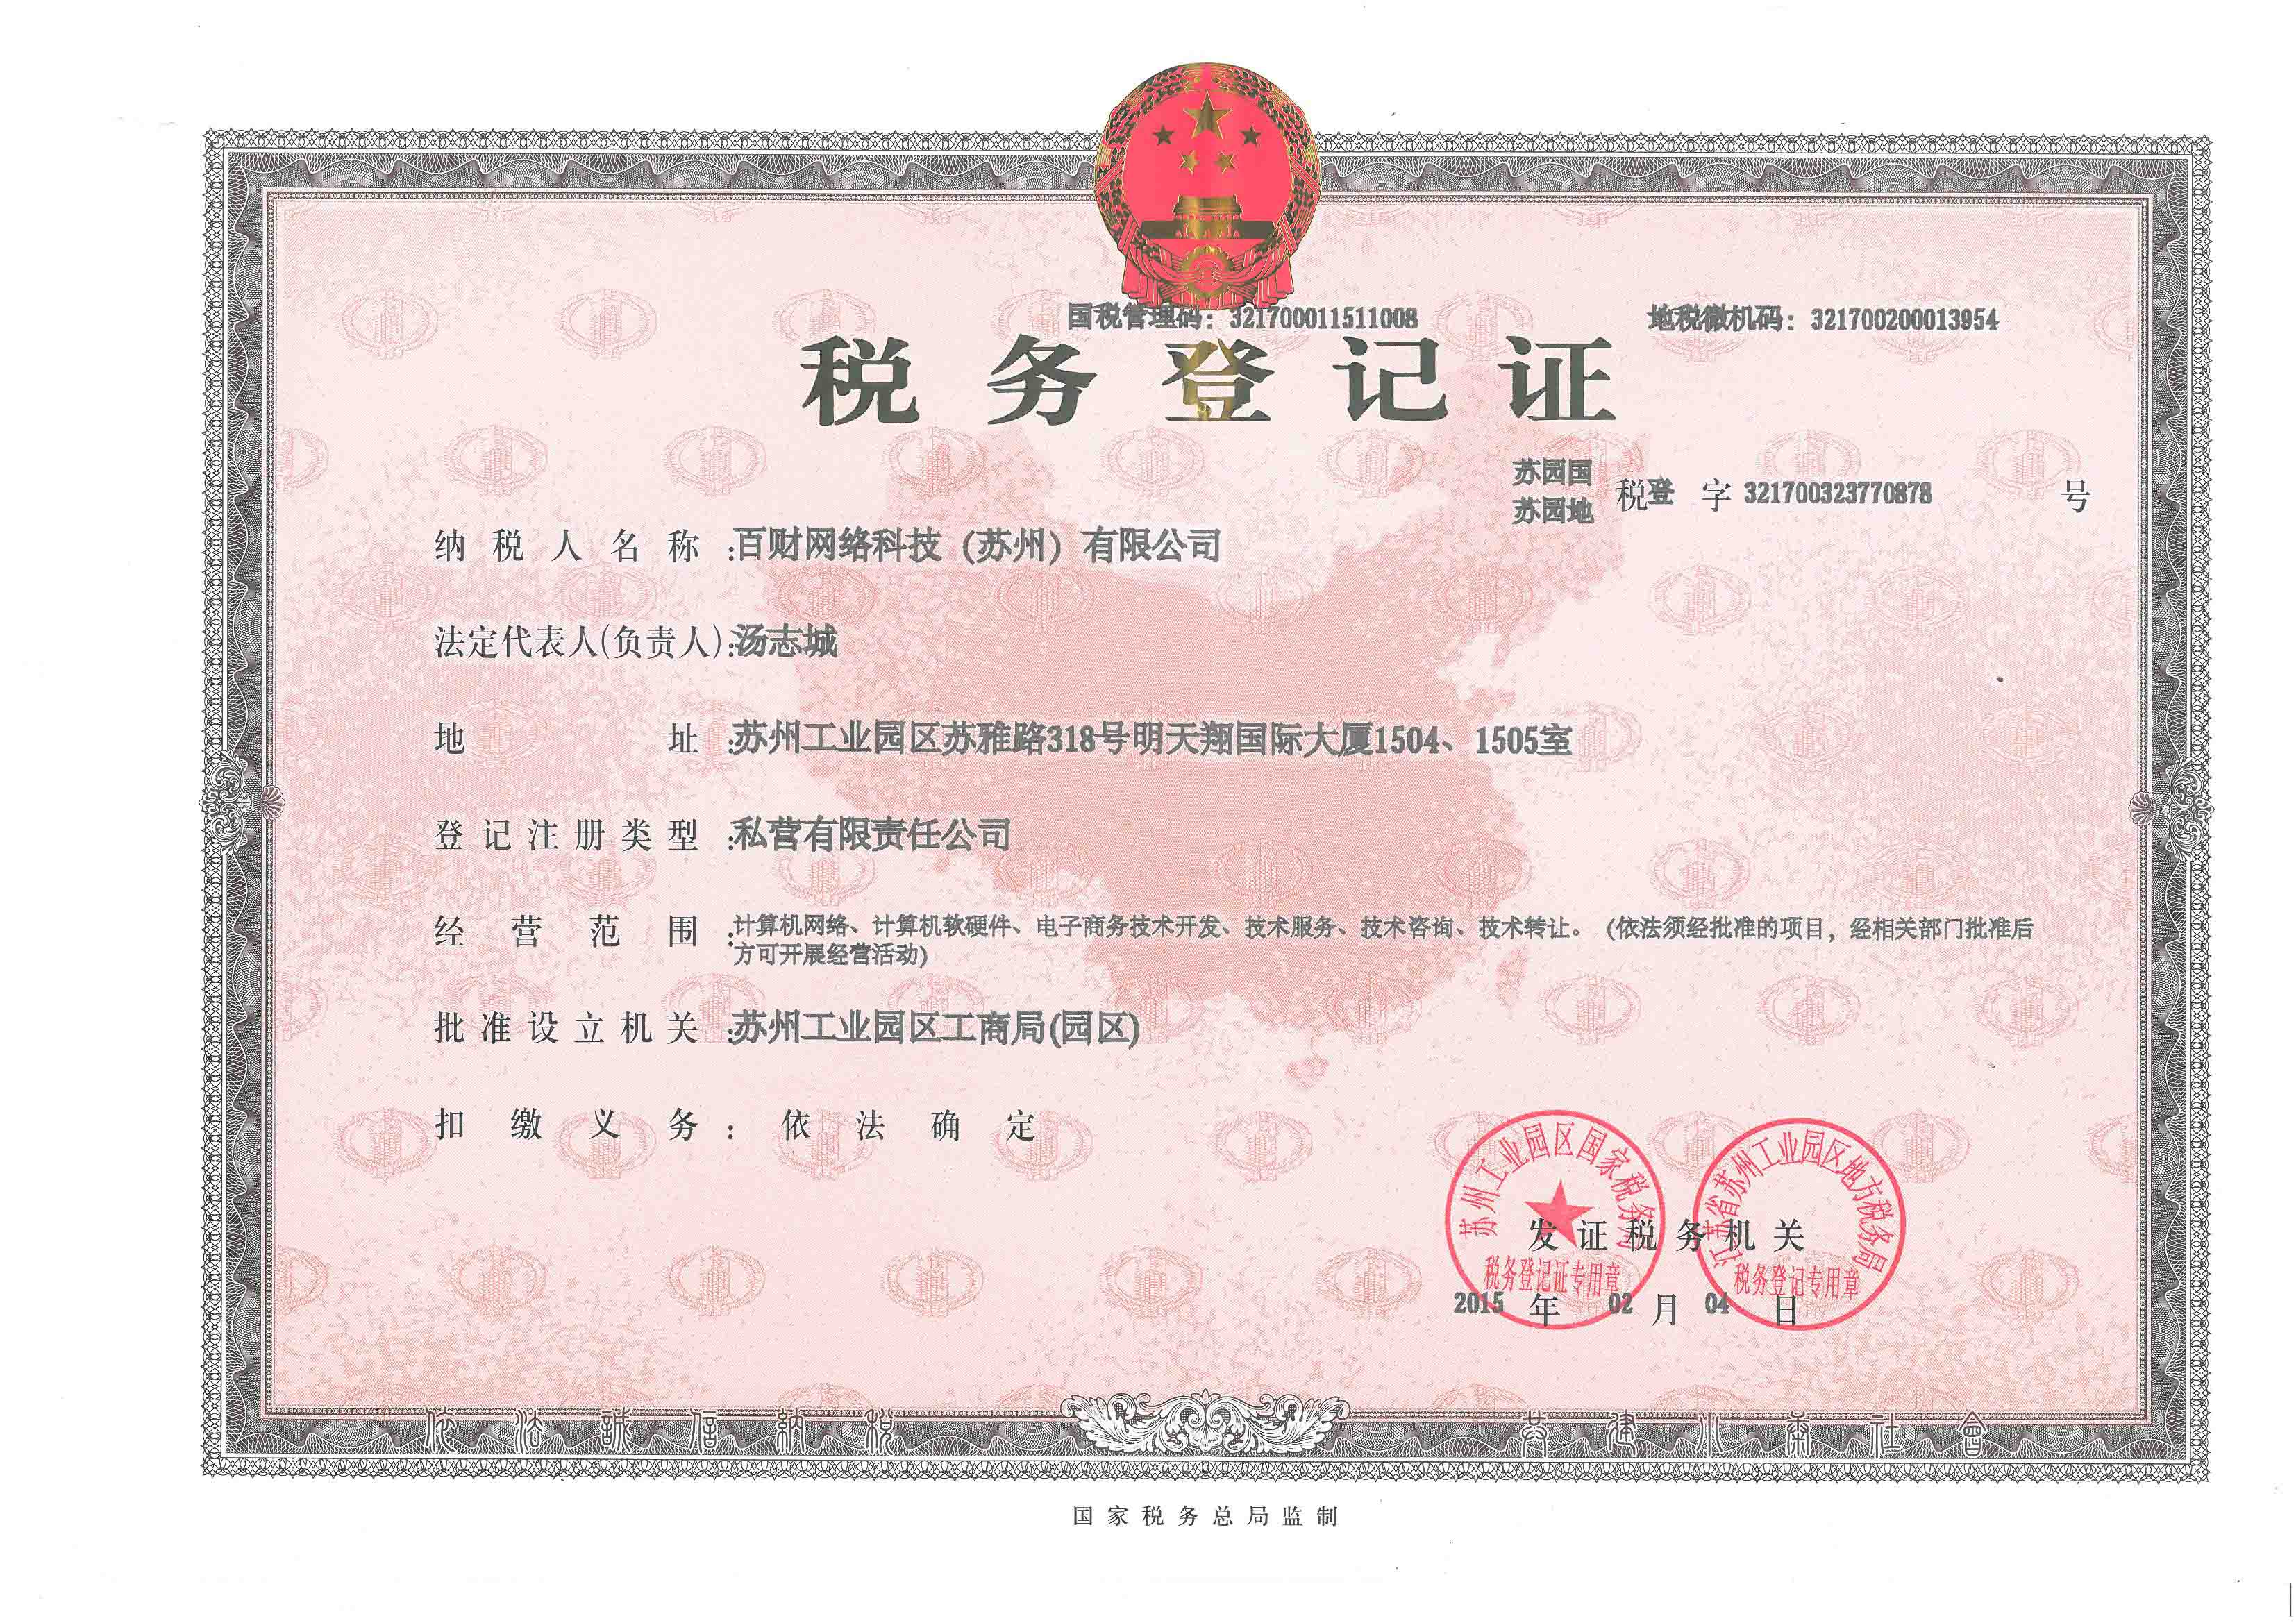 国税管理码：321700011511008
地税微机码：321700200013954
税务登记证
苏园国
苏园地
税登 字 321700323770878 号
纳税人名称：百财网络科技（苏州）有限公司
法定代表人(负责人)：汤志城
地址：苏州工业园区苏雅路318号明天翔国际大厦1504、1505室
登记注册类型：私营有限责任公司
经营范围：计算机网络、计算机软硬件、电子商务技术开发、技术服务、技术咨询、技术转让。（依法须经批准的项目，经相关部门批准后
方可开展经营活动）
批准设立机关：苏州工业园区工商局(园区)
扣缴义务：依法确定
苏州工业园区国家税务局
税务登记证专用章
江苏省苏州工业园区地方税务局
税务登记专用章
发证税务机关
2015 年 02 月 04 日
依法誠信納税
共建小康社會
国家税务总局监制